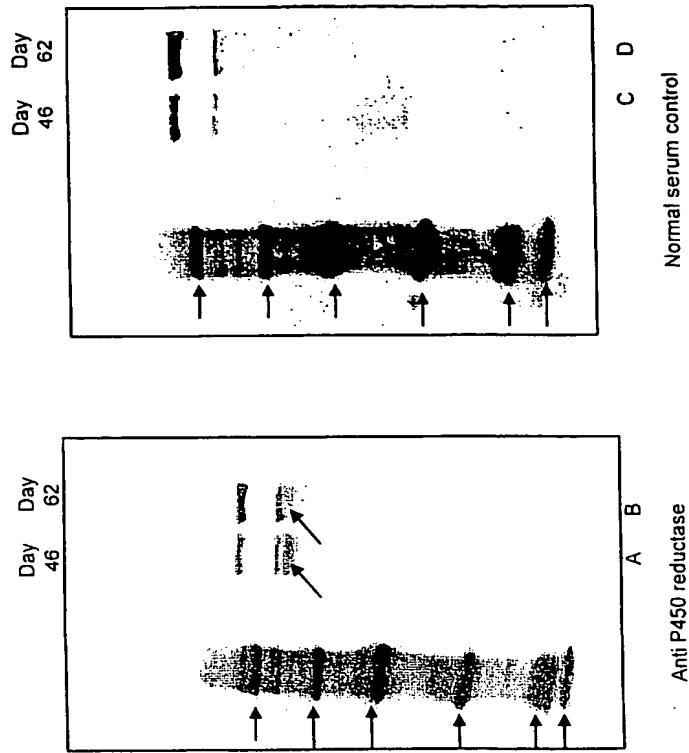 Day
46
Day
62
C
D
Normal serum control
Day
46
Day
62
A
B
Anti P450 reductase